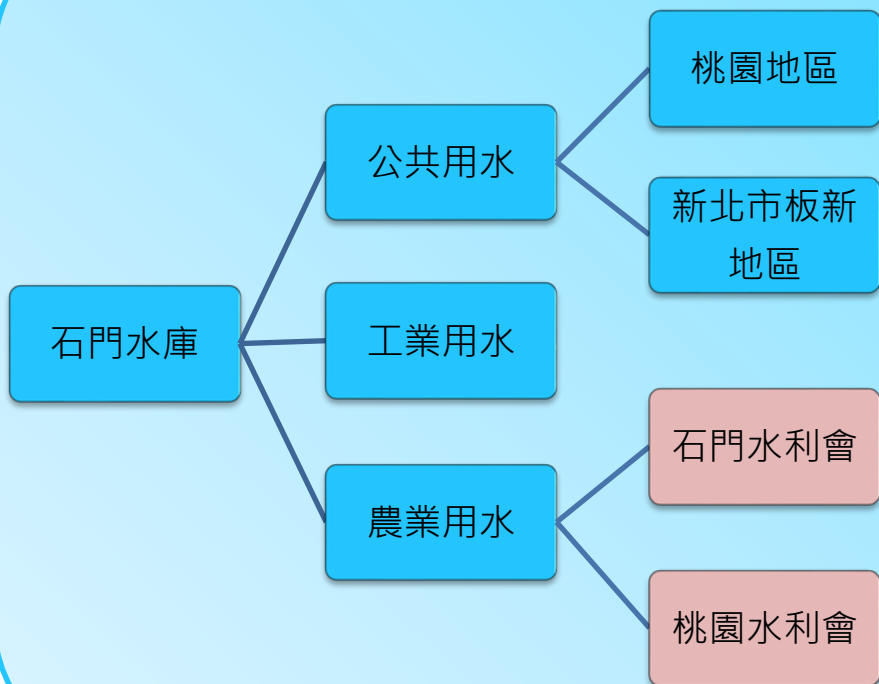 石門水庫
公共用水
工業用水
農業用水
桃園地區
新北市板新
地區
石門水利會
桃園水利會